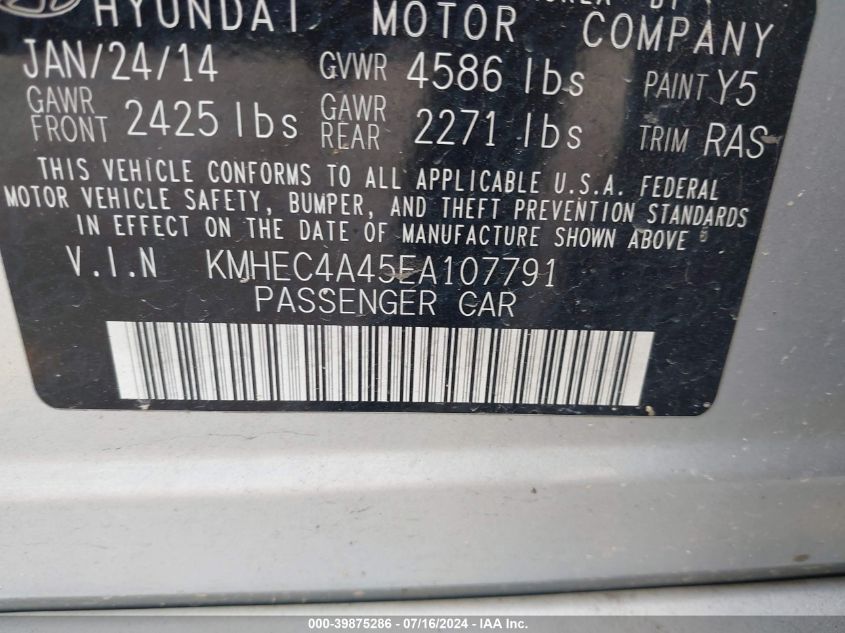 HYUNDAI MOTOR COMPANY
JAN/24/14 GVWR 4586 lbs PAINT Y5
GAWR FRONT 2425 lbs GAWR REAR 2271 lbs TRIM RAS
THIS VEHICLE CONFORMS TO ALL APPLICABLE U.S.A. FEDERAL
MOTOR VEHICLE SAFETY, BUMPER, AND THEFT PREVENTION STANDARDS
IN EFFECT ON THE DATE OF MANUFACTURE SHOWN ABOVE
V.I.N KMHEC4A45EA107791
PASSENGER CAR
000-39875286 - 07/16/2024 - IAA Inc.